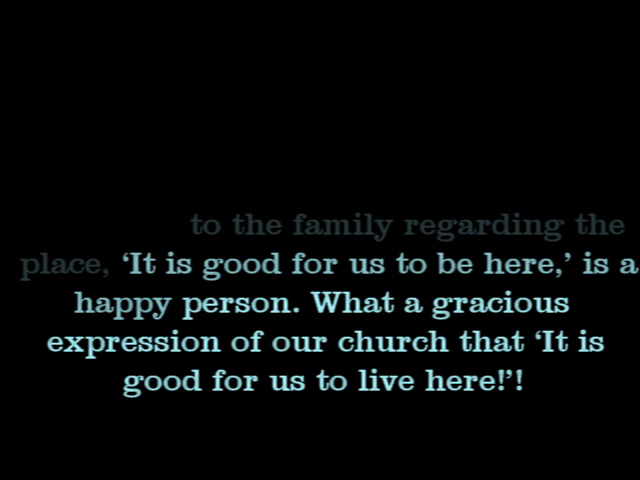 to the family regarding the
place, ‘It is good for us to be here,’ is a
happy person. What a gracious
expression of our church that ‘It is
good for us to live here!’!